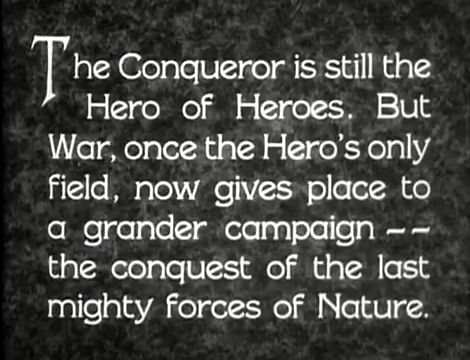 The Conqueror is still the
Hero of Heroes. But
War, once the Hero's only
field, now gives place to
a grander campaign --
the conquest of the last
mighty forces of Nature.